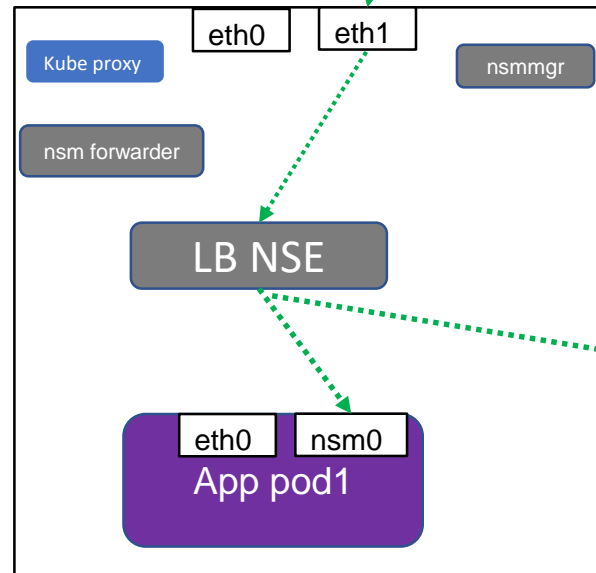 eth0
eth1
Kube proxy
nsmmgr
nsm forwarder
LB NSE
eth0
nsm0
App pod1